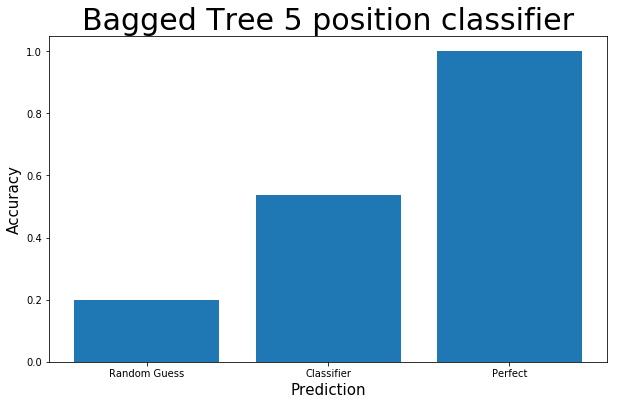 Bagged Tree 5 position classifier
1.0
0.8
0.6
0.4
0.2
0.0
Accuracy
Random Guess
Classifier
Perfect
Prediction